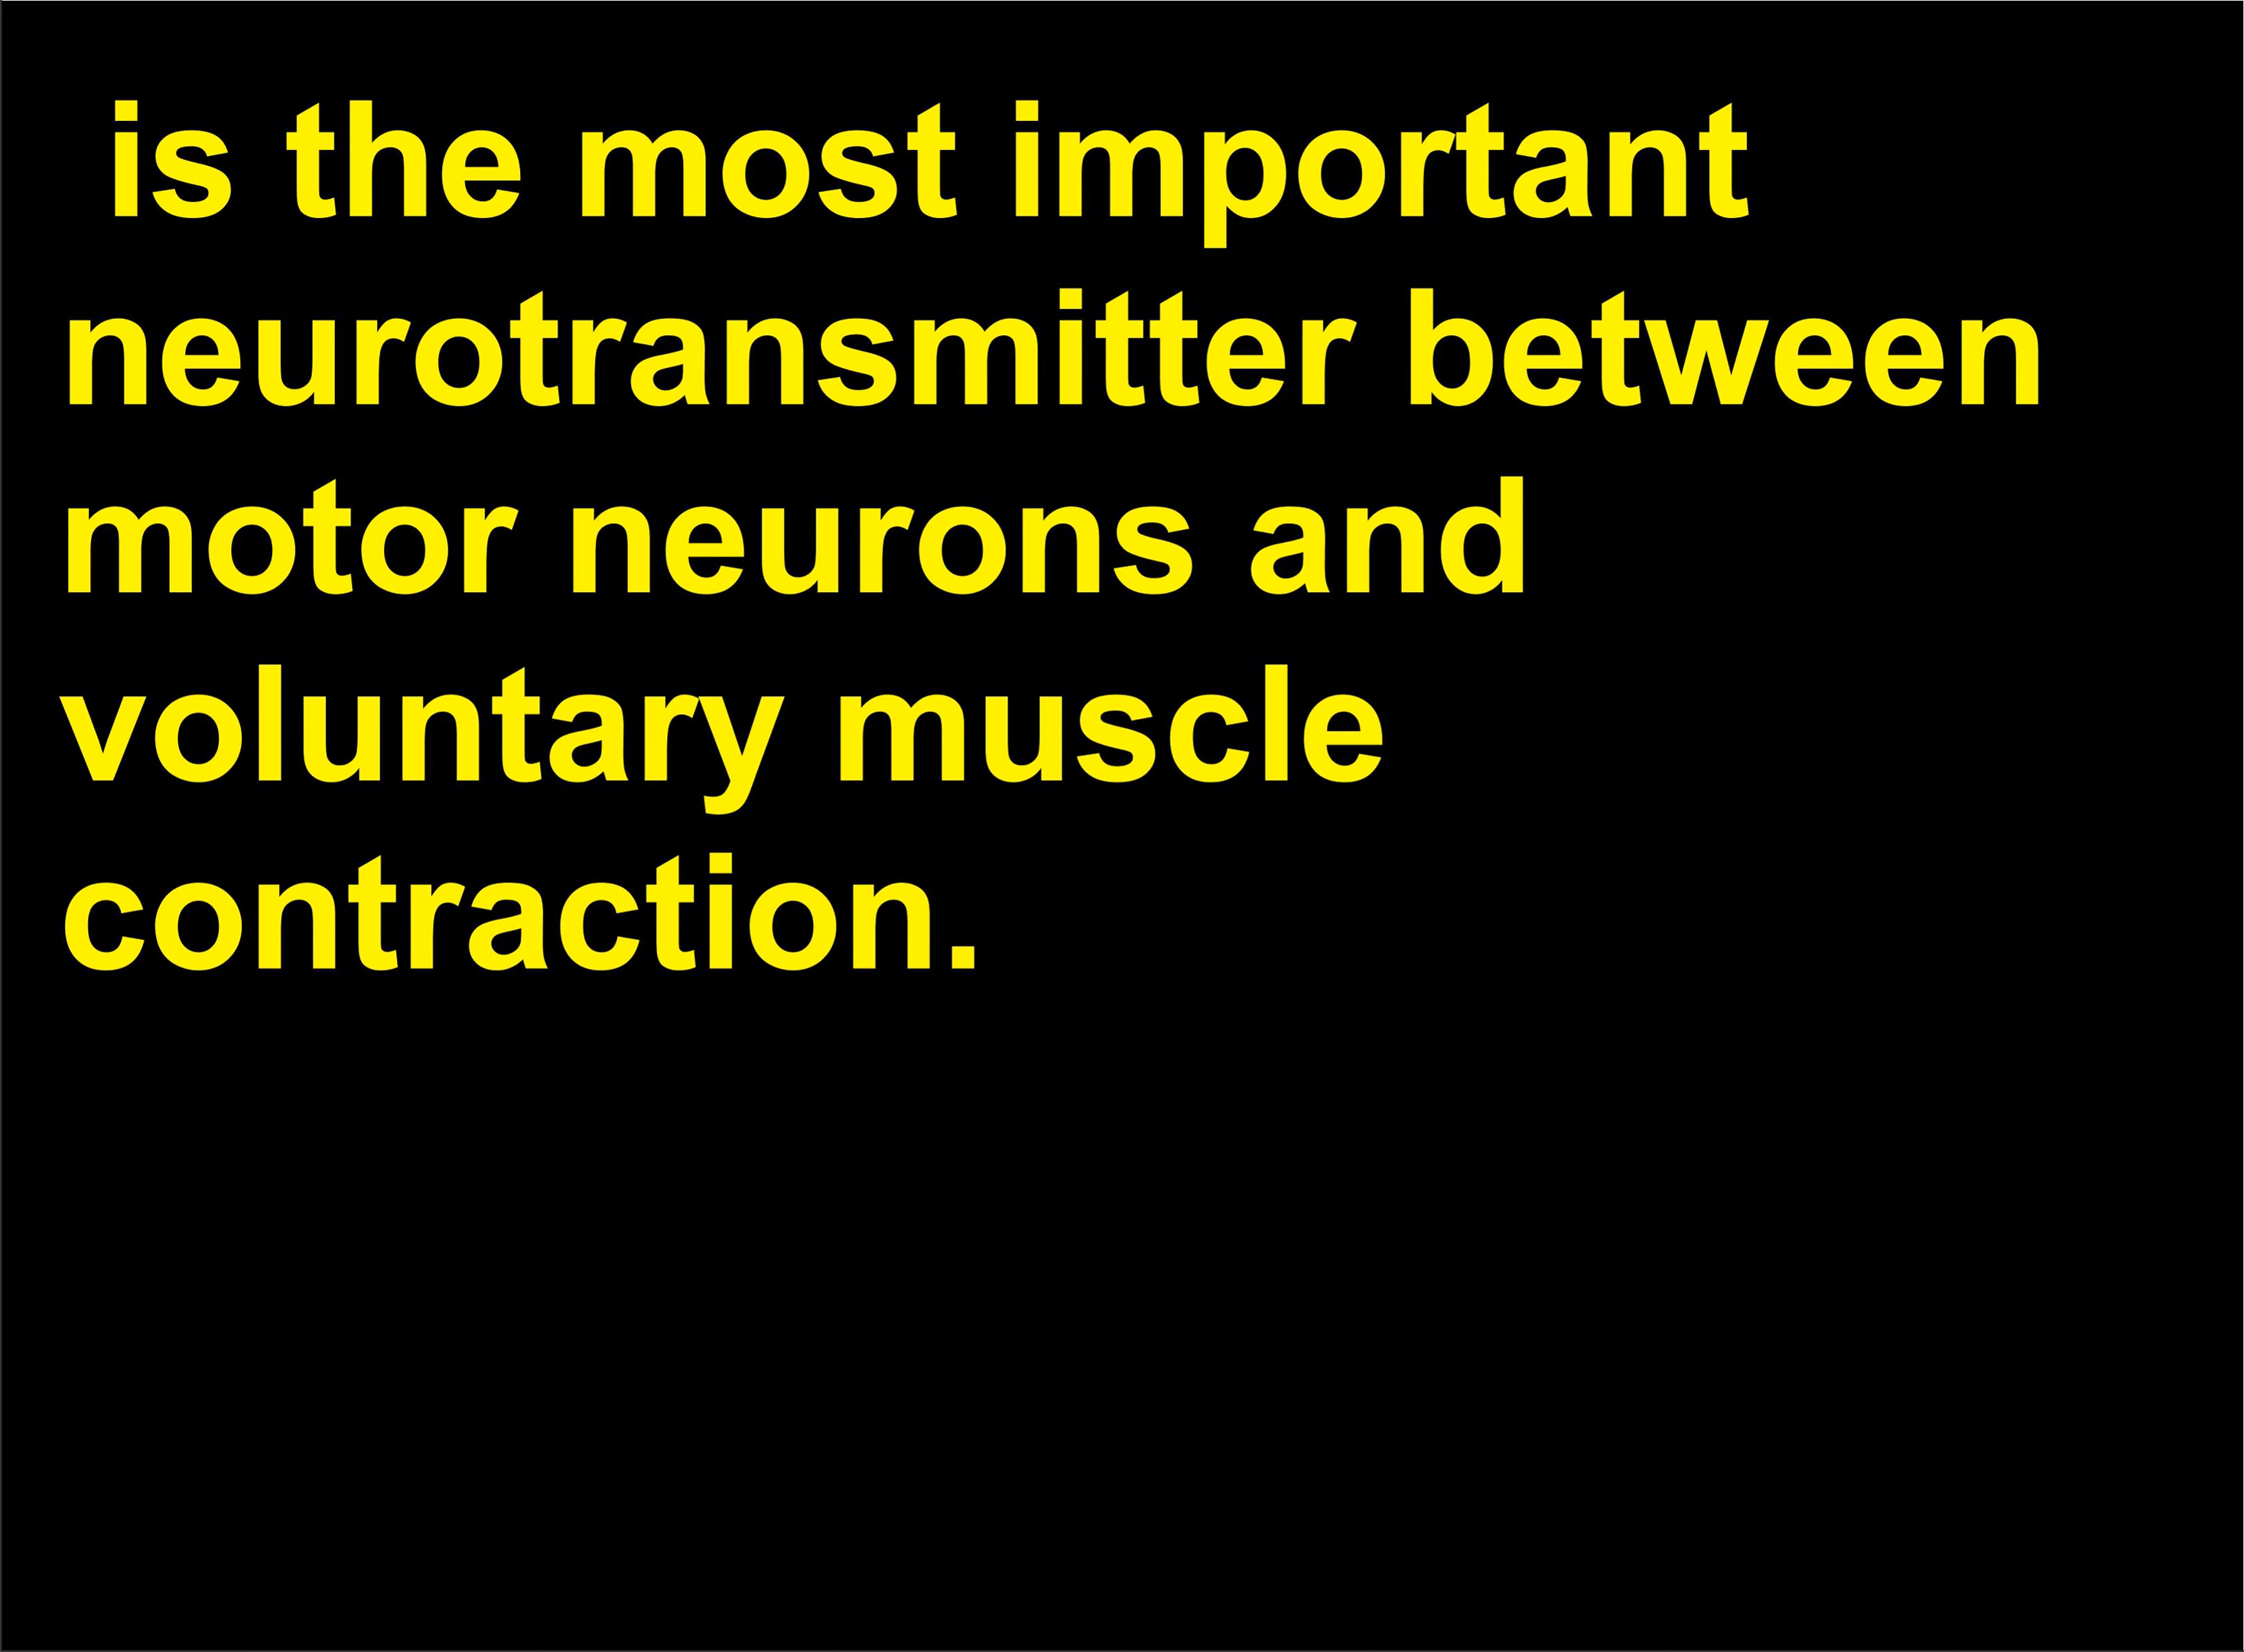 is the most important
neurotransmitter between
motor neurons and
voluntary muscle
contraction.